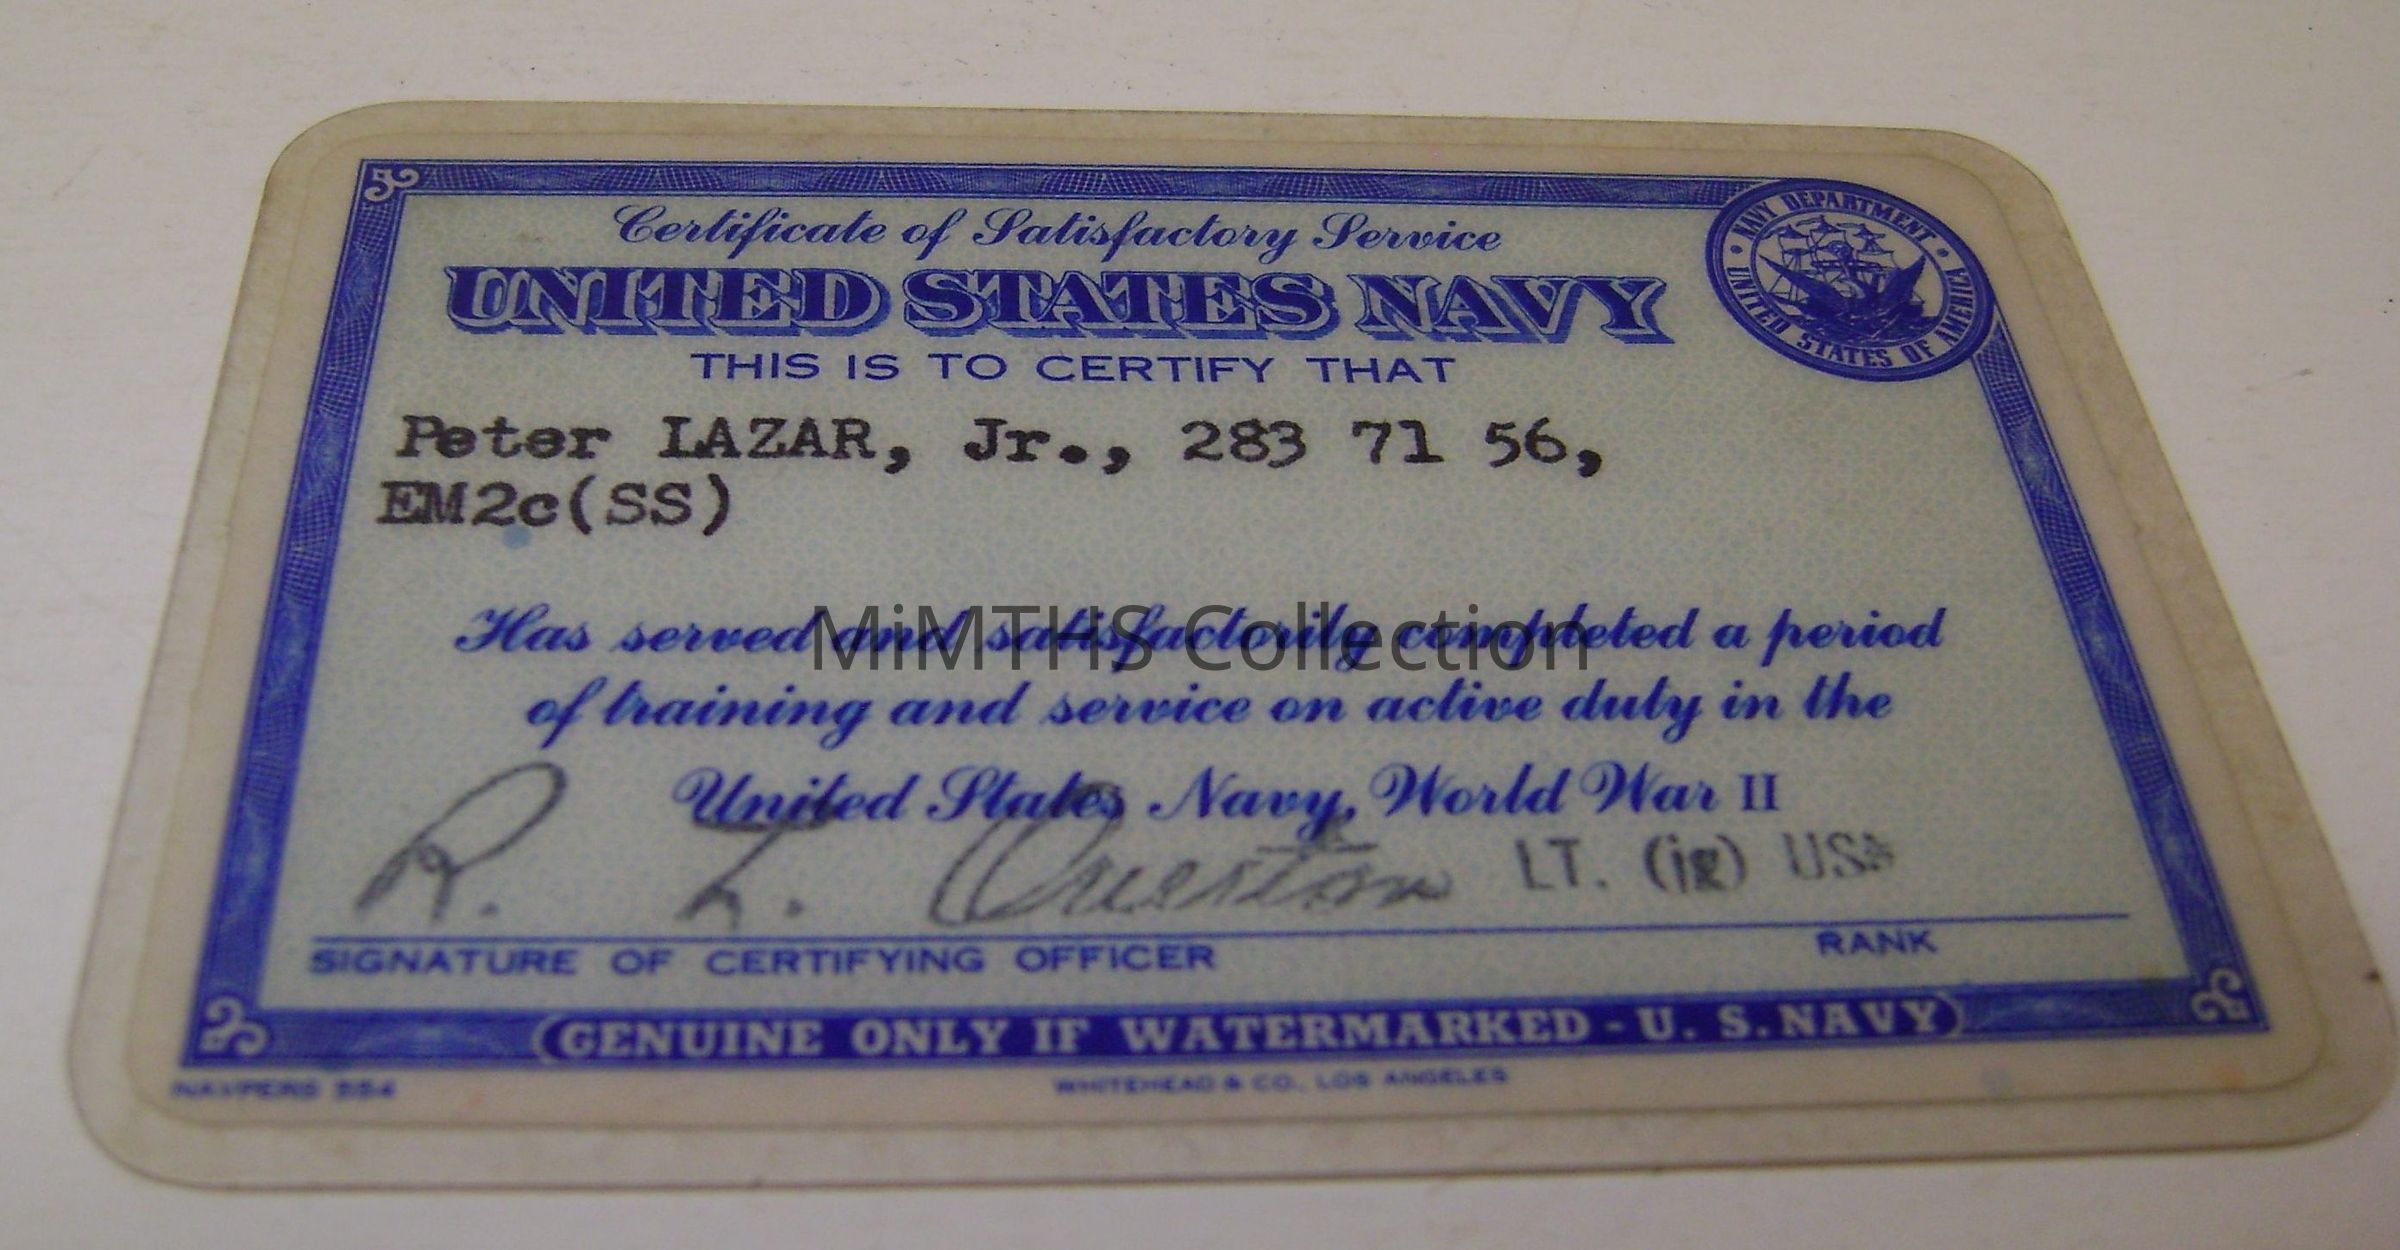 Certificate of Satisfactory Service
NAVY DEPARTMENT
UNITED STATES OF AMERICA
UNITED STATES NAVY
THIS IS TO CERTIFY THAT
Peter LAZAR, Jr., 283 71 56,
EM2c(SS)
Has served and satisfactorily completed a period
MiMTHS Collection
of training and service on active duty in the
United States Navy, World War II
R. L. LT. (jg) US
SIGNATURE OF CERTIFYING OFFICER RANK
(GENUINE ONLY IF WATERMARKED - U. S. NAVY)
NAVPERS 554
WHITEHEAD & CO., LOS ANGELES